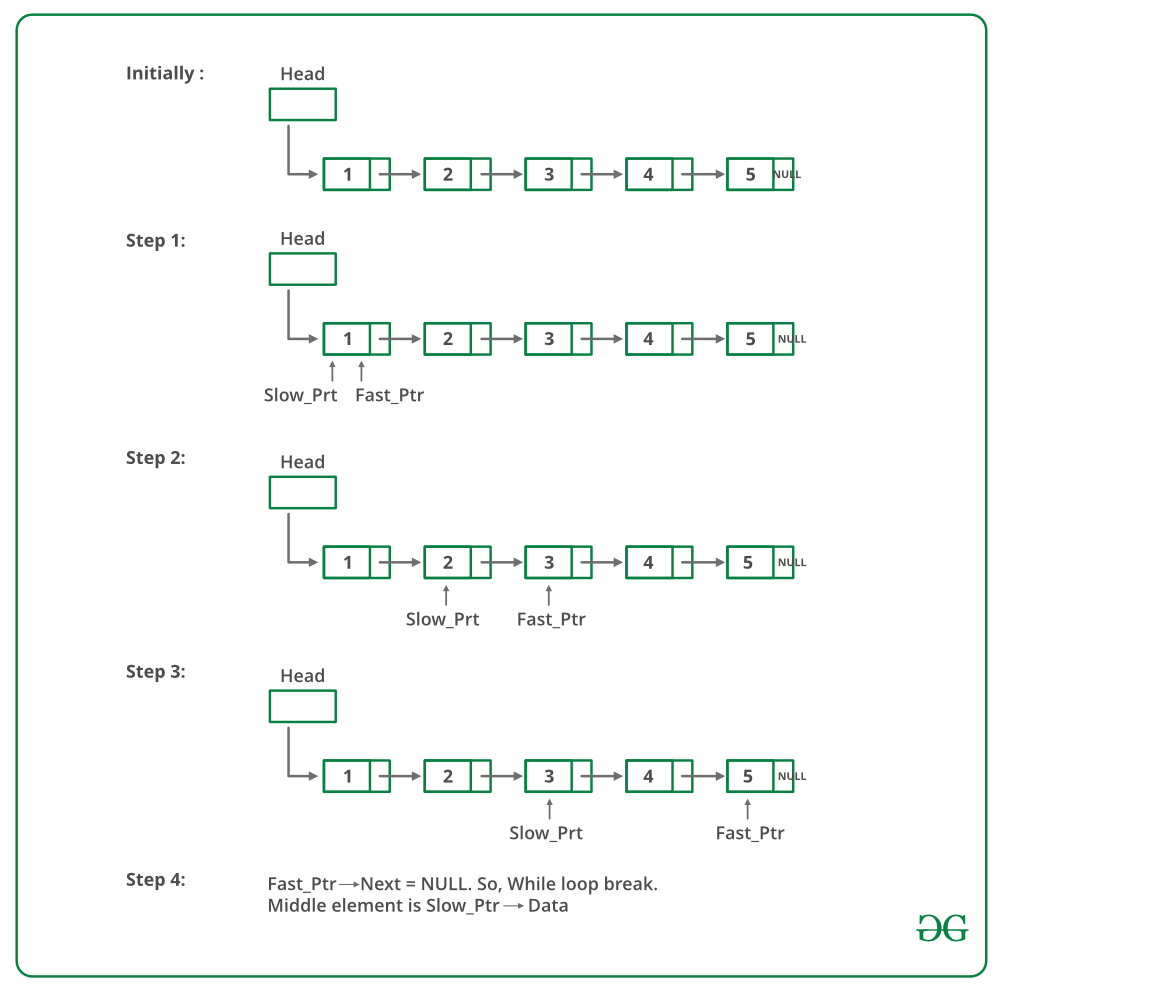 Initially :
Head
1 2 3 4 5 NULL
Step 1:
Head
1 2 3 4 5 NULL
Slow_Prt Fast_Ptr
Step 2:
Head
1 2 3 4 5 NULL
Slow_Prt Fast_Ptr
Step 3:
Head
1 2 3 4 5 NULL
Slow_Prt Fast_Ptr
Step 4:
Fast_Ptr→Next = NULL. So, While loop break.
Middle element is Slow_Ptr→ Data
GG